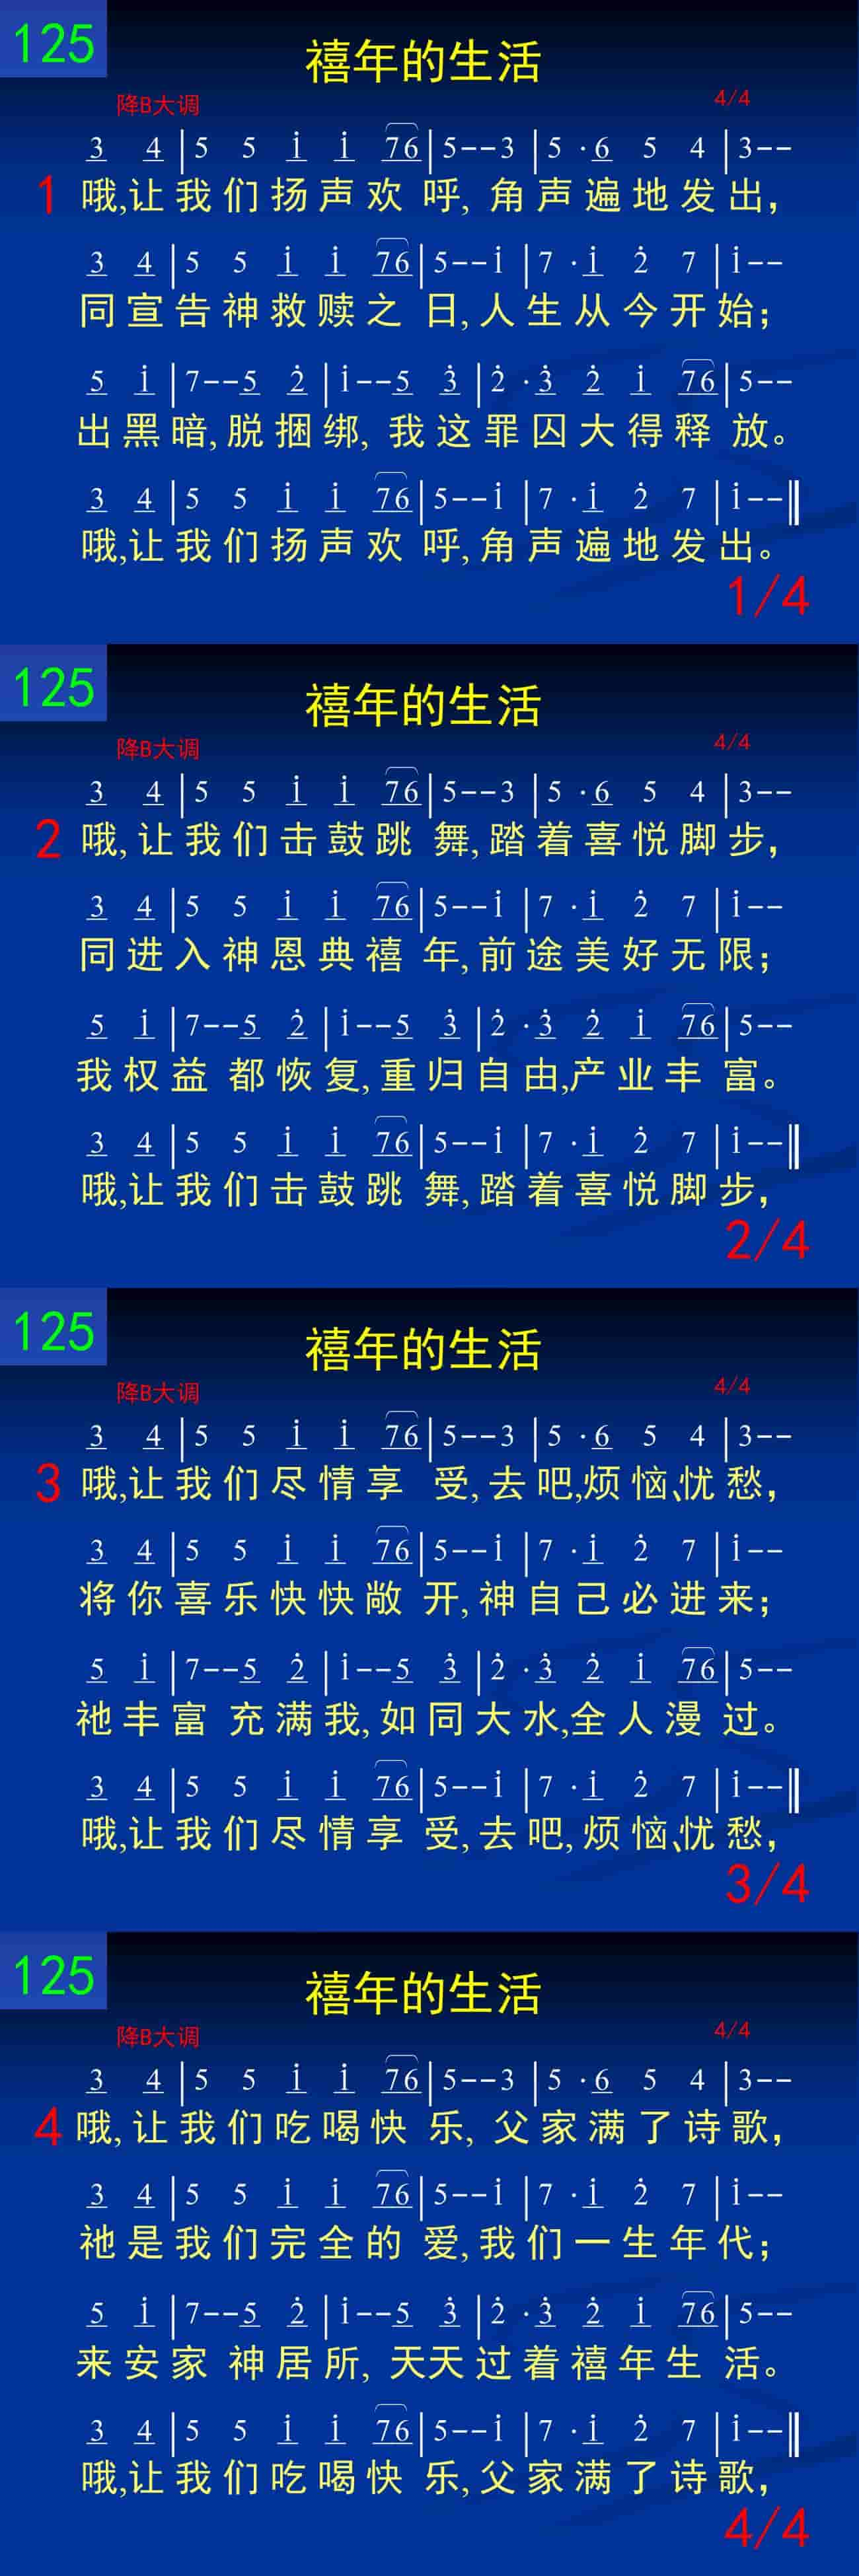 125
禧年的生活
降B大调 4/4
3 4 | 5 5 i i 76 | 5--3 | 5 ·6 5 4 | 3--
1 哦,让我们扬声欢呼,角声遍地发出,
3 4 | 5 5 i i 76 | 5--i | 7 ·i 2̇ 7 | i--
同宣告神救赎之日,人生从今开始;
5 i | 7--5 2̇ | i--5 3̇ | 2̇ ·3̇ 2̇ i 76 | 5--
出黑暗,脱捆绑,我这罪囚大得释放。
3 4 | 5 5 i i 76 | 5--i | 7 ·i 2̇ 7 | i--‖
哦,让我们扬声欢呼,角声遍地发出。
1/4
125
禧年的生活
降B大调 4/4
3 4 | 5 5 i i 76 | 5--3 | 5 ·6 5 4 | 3--
2 哦,让我们击鼓跳舞,踏着喜悦脚步,
3 4 | 5 5 i i 76 | 5--i | 7 ·i 2̇ 7 | i--
同进入神恩典禧年,前途美好无限;
5 i | 7--5 2̇ | i--5 3̇ | 2̇ ·3̇ 2̇ i 76 | 5--
我权益都恢复,重归自由,产业丰富。
3 4 | 5 5 i i 76 | 5--i | 7 ·i 2̇ 7 | i--‖
哦,让我们击鼓跳舞,踏着喜悦脚步,
2/4
125
禧年的生活
降B大调 4/4
3 4 | 5 5 i i 76 | 5--3 | 5 ·6 5 4 | 3--
3 哦,让我们尽情享受,去吧,烦恼、忧愁,
3 4 | 5 5 i i 76 | 5--i | 7 ·i 2̇ 7 | i--
将你喜乐快快敞开,神自己必进来;
5 i | 7--5 2̇ | i--5 3̇ | 2̇ ·3̇ 2̇ i 76 | 5--
祂丰富充满我,如同大水,全人漫过。
3 4 | 5 5 i i 76 | 5--i | 7 ·i 2̇ 7 | i--‖
哦,让我们尽情享受,去吧,烦恼、忧愁,
3/4
125
禧年的生活
降B大调 4/4
3 4 | 5 5 i i 76 | 5--3 | 5 ·6 5 4 | 3--
4 哦,让我们吃喝快乐,父家满了诗歌,
3 4 | 5 5 i i 76 | 5--i | 7 ·i 2̇ 7 | i--
祂是我们完全的爱,我们一生年代;
5 i | 7--5 2̇ | i--5 3̇ | 2̇ ·3̇ 2̇ i 76 | 5--
来安家神居所,天天过着禧年生活。
3 4 | 5 5 i i 76 | 5--i | 7 ·i 2̇ 7 | i--‖
哦,让我们吃喝快乐,父家满了诗歌,
4/4